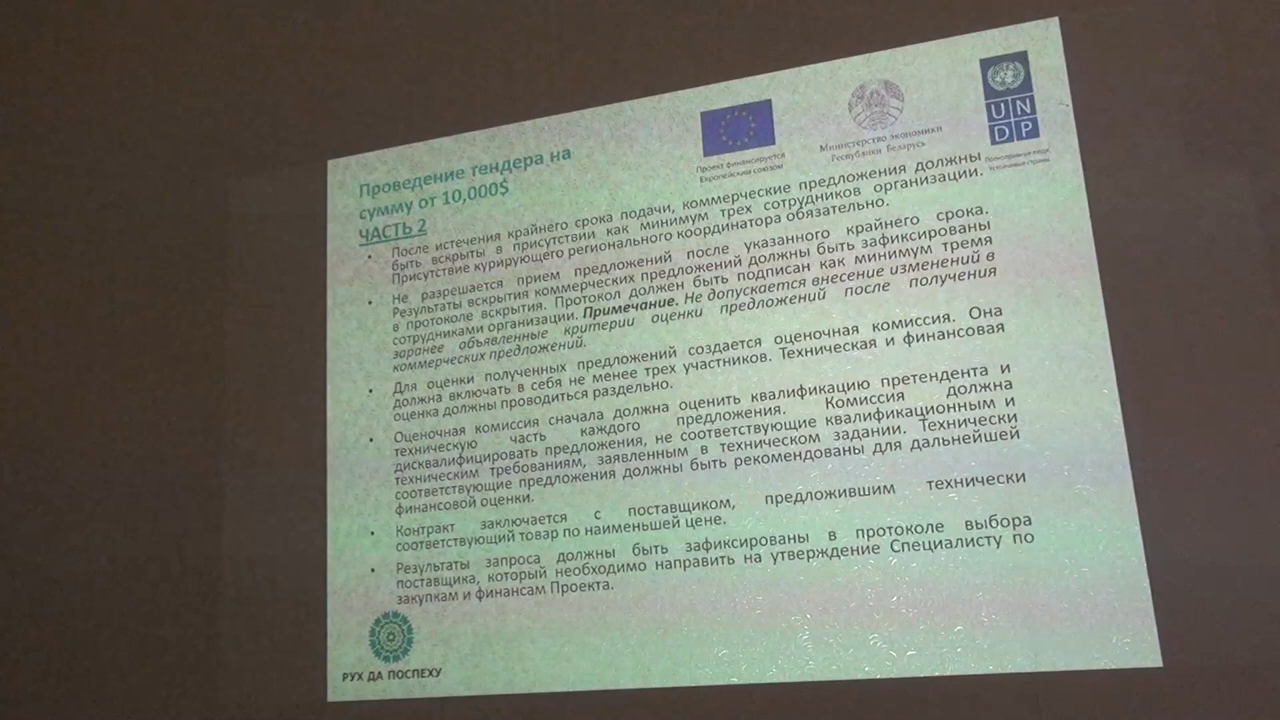 Проведение тендера на
сумму от 10,000$
ЧАСТЬ 2
Проект финансируется
Европейским союзом
Министерство экономики
Республики Беларусь
UN
DP
• После истечения крайнего срока подачи, коммерческие предложения должны
быть вскрыты в присутствии как минимум трех сотрудников организации.
Присутствие курирующего регионального координатора обязательно.
• Не разрешается прием предложений после указанного крайнего срока.
Результаты вскрытия коммерческих предложений должны быть зафиксированы
в протоколе вскрытия. Протокол должен быть подписан как минимум тремя
сотрудниками организации. Примечание. Не допускается внесение изменений в
заранее объявленные критерии оценки предложений после получения
коммерческих предложений.
• Для оценки полученных предложений создается оценочная комиссия. Она
должна включать в себя не менее трех участников. Техническая и финансовая
оценка должны проводиться раздельно.
• Оценочная комиссия сначала должна оценить квалификацию претендента и
техническую часть каждого предложения. Комиссия должна
дисквалифицировать предложения, не соответствующие квалификационным и
техническим требованиям, заявленным в техническом задании. Технически
соответствующие предложения должны быть рекомендованы для дальнейшей
финансовой оценки.
• Контракт заключается с поставщиком, предложившим технически
соответствующий товар по наименьшей цене.
• Результаты запроса должны быть зафиксированы в протоколе выбора
поставщика, который необходимо направить на утверждение Специалисту по
закупкам и финансам Проекта.
РУХ ДА ПОСПЕХУ